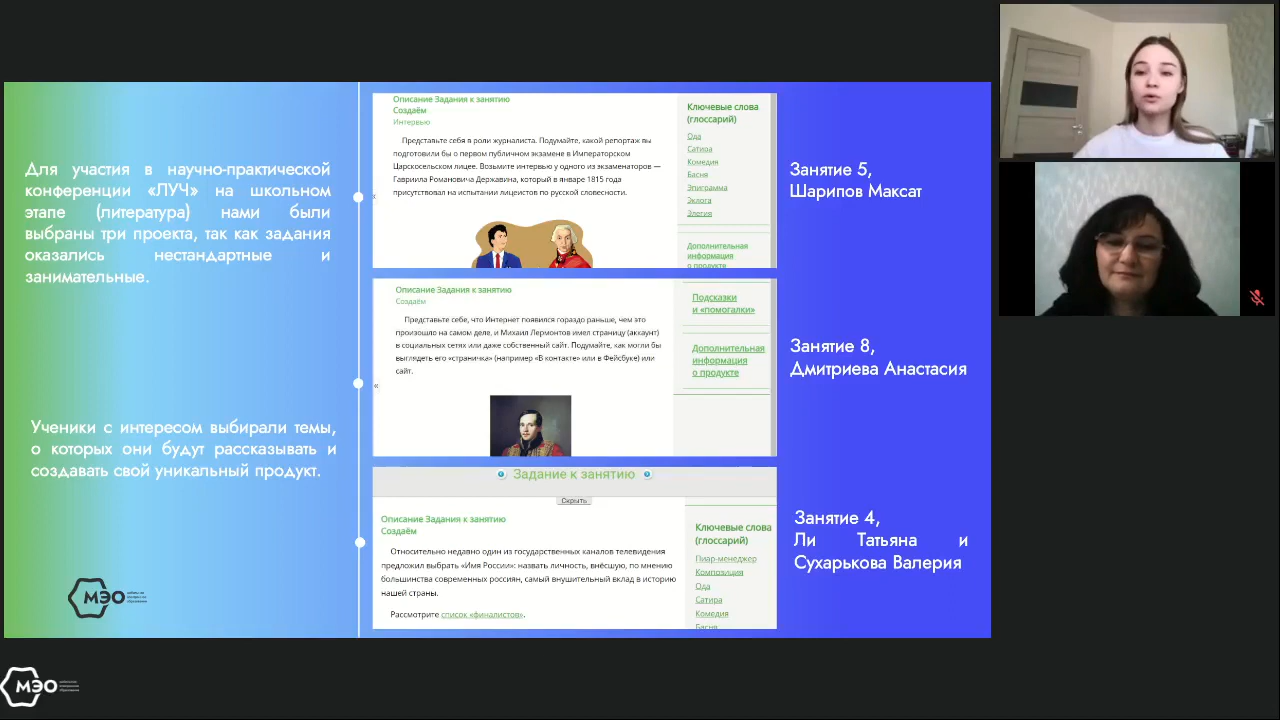 Для участия в научно-практической
конференции «ЛУЧ» на школьном
этапе (литература) нами были
выбраны три проекта, так как задания
оказались нестандартные и
занимательные.
Ученики с интересом выбирали темы,
о которых они будут рассказывать и
создавать свой уникальный продукт.
МЭО
Описание Задания к занятию
Создаём
Интервью
Представьте себя в роли журналиста. Подумайте, какой репортаж вы
подготовили бы о первом публичном экзамене в Императорском
Царскосельском лицее. Возьмите интервью у одного из экзаменаторов —
Гавриила Романовича Державина, который в январе 1815 года
присутствовал на испытании лицеистов по русской словесности.
Ключевые слова
(глоссарий)
Ода
Сатира
Комедия
Басня
Эпиграмма
Эклога
Элегия
Дополнительная
информация
о продукте
Занятие 5,
Шарипов Максат
Описание Задания к занятию
Создаём
Представьте себе, что Интернет появился гораздо раньше, чем это
произошло на самом деле, и Михаил Лермонтов имел страницу (аккаунт)
в социальных сетях или даже собственный сайт. Подумайте, как могли бы
выглядеть его «страничка» (например «В контакте» или в Фейсбуке) или
сайт.
Подсказки
и «помогалки»
Дополнительная
информация
о продукте
Занятие 8,
Дмитриева Анастасия
Задание к занятию
Скрыть
Описание Задания к занятию
Создаём
Относительно недавно один из государственных каналов телевидения
предложил выбрать «Имя России»: назвать личность, внёсшую, по мнению
большинства современных россиян, самый внушительный вклад в историю
нашей страны.
Рассмотрите список «финалистов».
Ключевые слова
(глоссарий)
Пиар-менеджер
Композиция
Ода
Сатира
Комедия
Басня
Занятие 4,
Ли Татьяна и
Сухарькова Валерия
МЭО